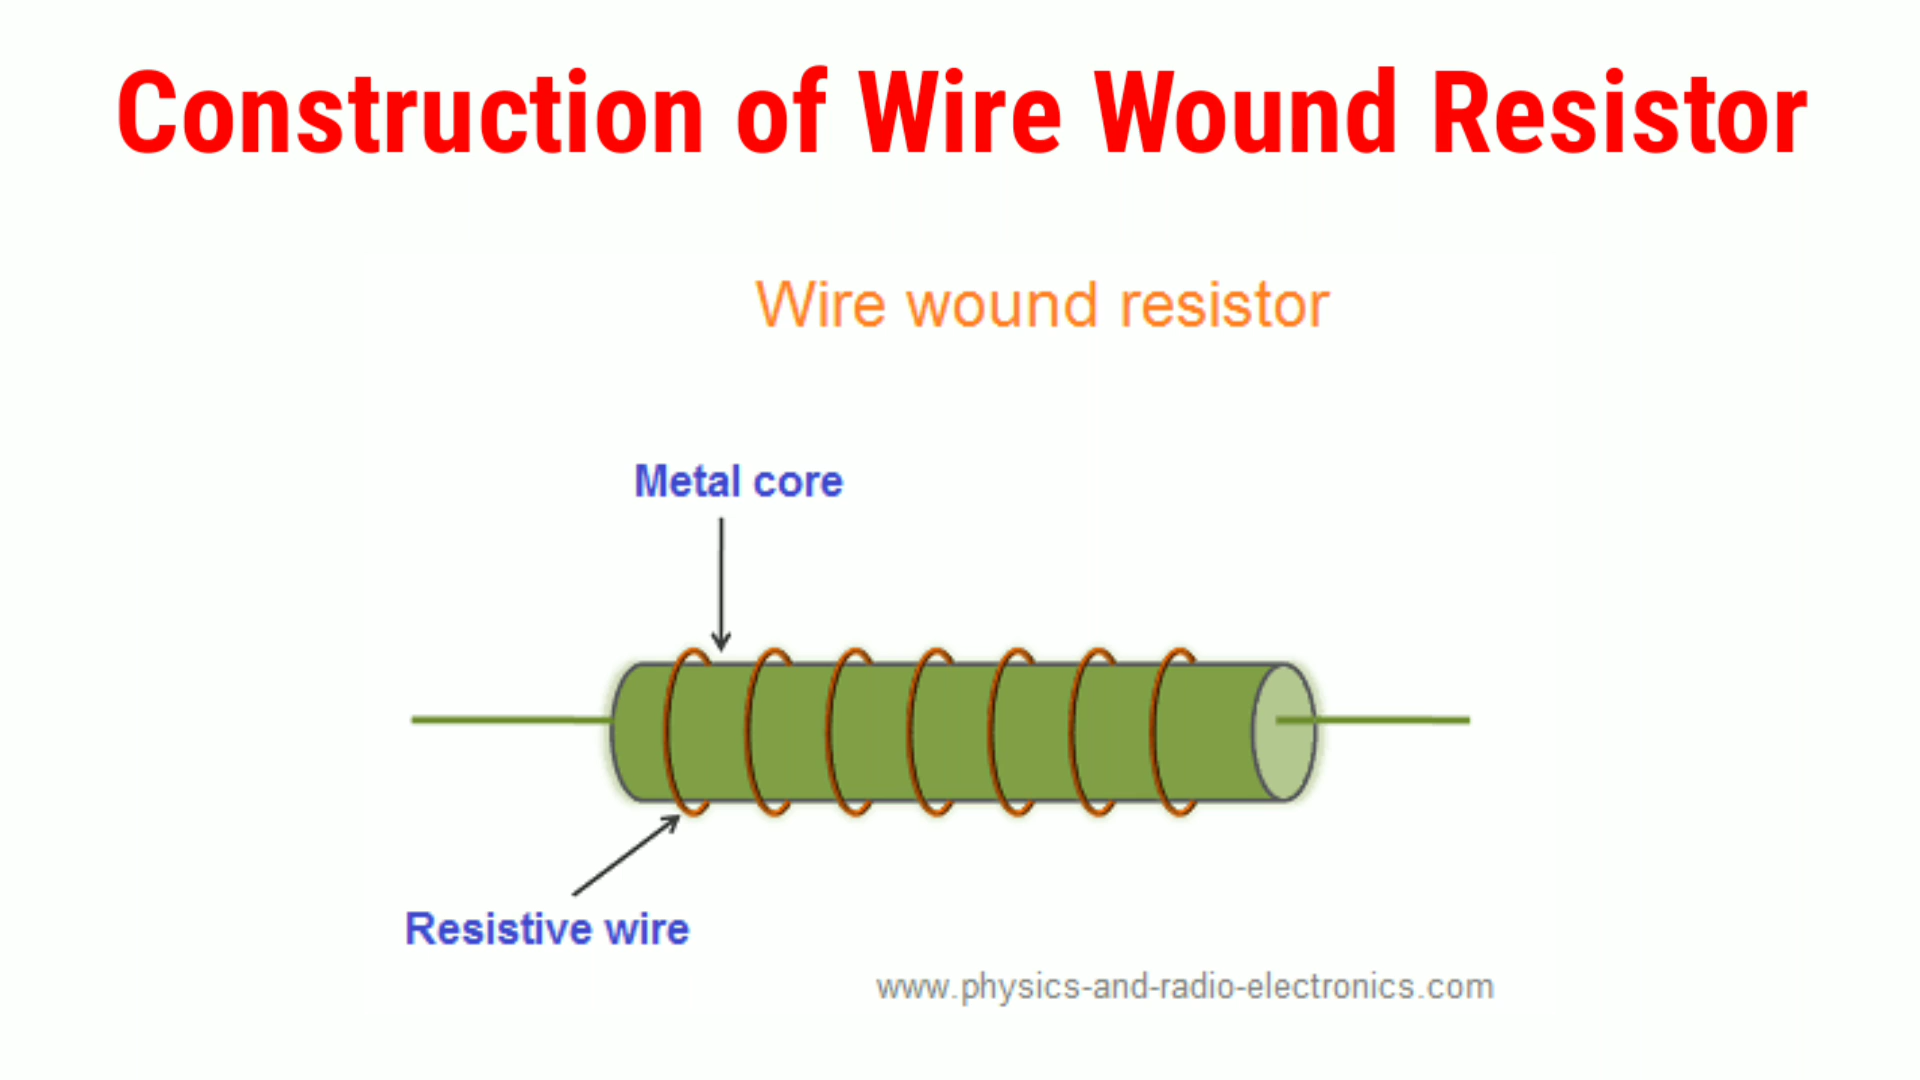 Construction of Wire Wound Resistor
Wire wound resistor
Metal core
Resistive wire
www.physics-and-radio-electronics.com